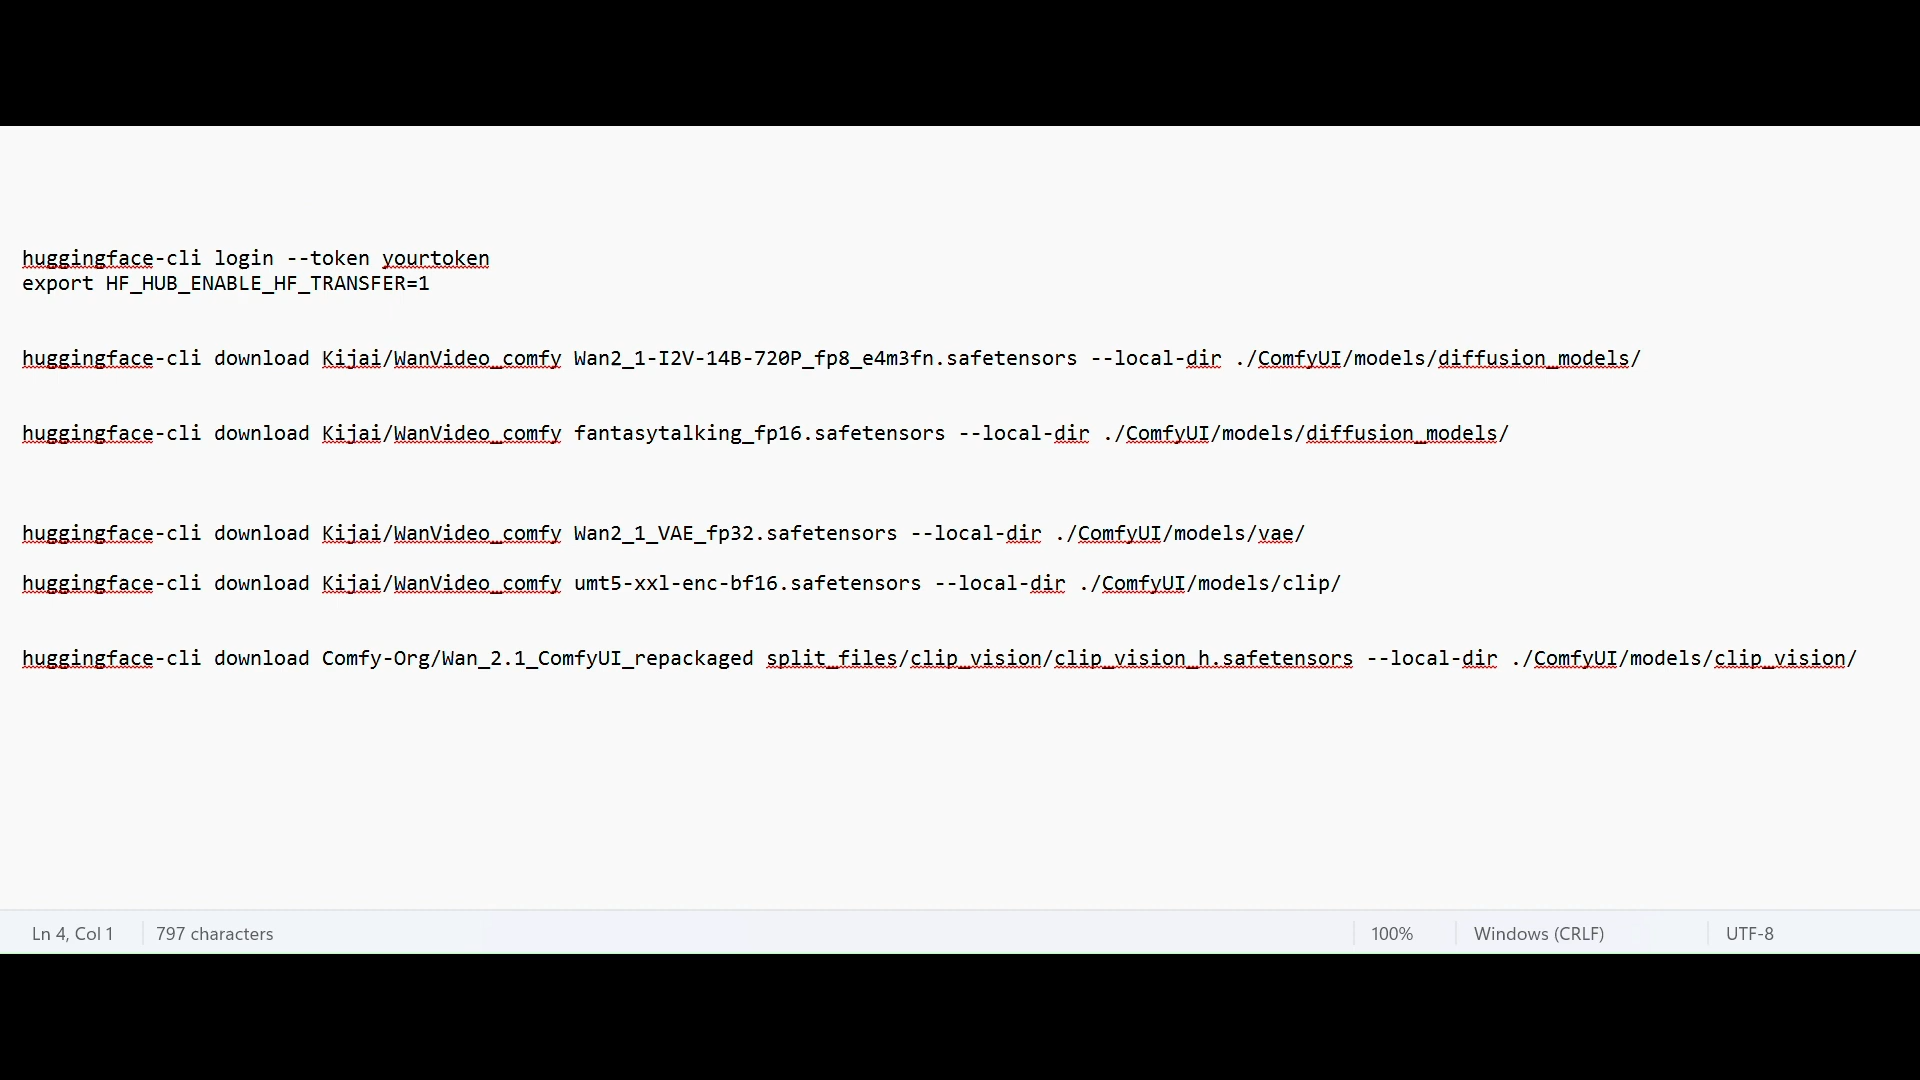 huggingface-cli login --token yourtoken
export HF_HUB_ENABLE_HF_TRANSFER=1
huggingface-cli download Kijai/WanVideo_comfy Wan2_1-I2V-14B-720P_fp8_e4m3fn.safetensors --local-dir ./ComfyUI/models/diffusion_models/
huggingface-cli download Kijai/WanVideo_comfy fantasytalking_fp16.safetensors --local-dir ./ComfyUI/models/diffusion_models/
huggingface-cli download Kijai/WanVideo_comfy Wan2_1_VAE_fp32.safetensors --local-dir ./ComfyUI/models/vae/
huggingface-cli download Kijai/WanVideo_comfy umt5-xxl-enc-bf16.safetensors --local-dir ./ComfyUI/models/clip/
huggingface-cli download Comfy-Org/Wan_2.1_ComfyUI_repackaged split_files/clip_vision/clip_vision_h.safetensors --local-dir ./ComfyUI/models/clip_vision/
Ln 4, Col 1 797 characters 100% Windows (CRLF) UTF-8